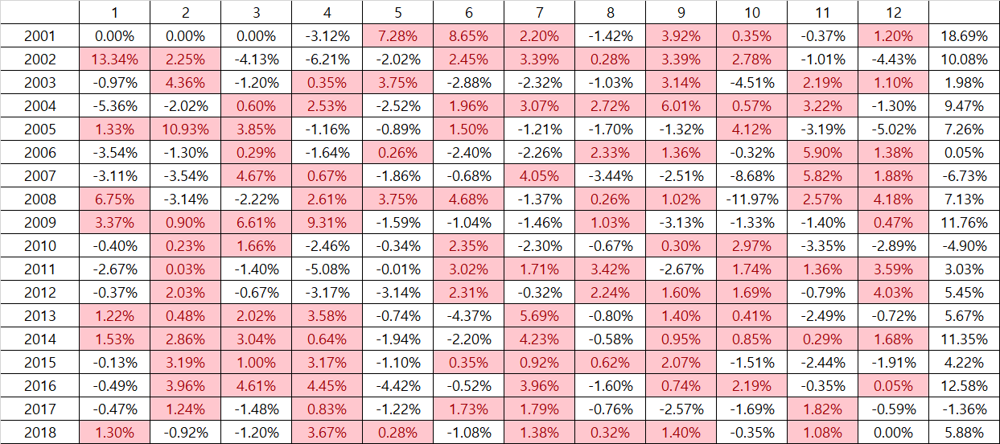 1 2 3 4 5 6 7 8 9 10 11 12
2001 0.00% 0.00% 0.00% -3.12% 7.28% 8.65% 2.20% -1.42% 3.92% 0.35% -0.37% 1.20% 18.69%
2002 13.34% 2.25% -4.13% -6.21% -2.02% 2.45% 3.39% 0.28% 3.39% 2.78% -1.01% -4.43% 10.08%
2003 -0.97% 4.36% -1.20% 0.35% 3.75% -2.88% -2.32% -1.03% 3.14% -4.51% 2.19% 1.10% 1.98%
2004 -5.36% -2.02% 0.60% 2.53% -2.52% 1.96% 3.07% 2.72% 6.01% 0.57% 3.22% -1.30% 9.47%
2005 1.33% 10.93% 3.85% -1.16% -0.89% 1.50% -1.21% -1.70% -1.32% 4.12% -3.19% -5.02% 7.26%
2006 -3.54% -1.30% 0.29% -1.64% 0.26% -2.40% -2.26% 2.33% 1.36% -0.32% 5.90% 1.38% 0.05%
2007 -3.11% -3.54% 4.67% 0.67% -1.86% -0.68% 4.05% -3.44% -2.51% -8.68% 5.82% 1.88% -6.73%
2008 6.75% -3.14% -2.22% 2.61% 3.75% 4.68% -1.37% 0.26% 1.02% -11.97% 2.57% 4.18% 7.13%
2009 3.37% 0.90% 6.61% 9.31% -1.59% -1.04% -1.46% 1.03% -3.13% -1.33% -1.40% 0.47% 11.76%
2010 -0.40% 0.23% 1.66% -2.46% -0.34% 2.35% -2.30% -0.67% 0.30% 2.97% -3.35% -2.89% -4.90%
2011 -2.67% 0.03% -1.40% -5.08% -0.01% 3.02% 1.71% 3.42% -2.67% 1.74% 1.36% 3.59% 3.03%
2012 -0.37% 2.03% -0.67% -3.17% -3.14% 2.31% -0.32% 2.24% 1.60% 1.69% -0.79% 4.03% 5.45%
2013 1.22% 0.48% 2.02% 3.58% -0.74% -4.37% 5.69% -0.80% 1.40% 0.41% -2.49% -0.72% 5.67%
2014 1.53% 2.86% 3.04% 0.64% -1.94% -2.20% 4.23% -0.58% 0.95% 0.85% 0.29% 1.68% 11.35%
2015 -0.13% 3.19% 1.00% 3.17% -1.10% 0.35% 0.92% 0.62% 2.07% -1.51% -2.44% -1.91% 4.22%
2016 -0.49% 3.96% 4.61% 4.45% -4.42% -0.52% 3.96% -1.60% 0.74% 2.19% -0.35% 0.05% 12.58%
2017 -0.47% 1.24% -1.48% 0.83% -1.22% 1.73% 1.79% -0.76% -2.57% -1.69% 1.82% -0.59% -1.36%
2018 1.30% -0.92% -1.20% 3.67% 0.28% -1.08% 1.38% 0.32% 1.40% -0.35% 1.08% 0.00% 5.88%